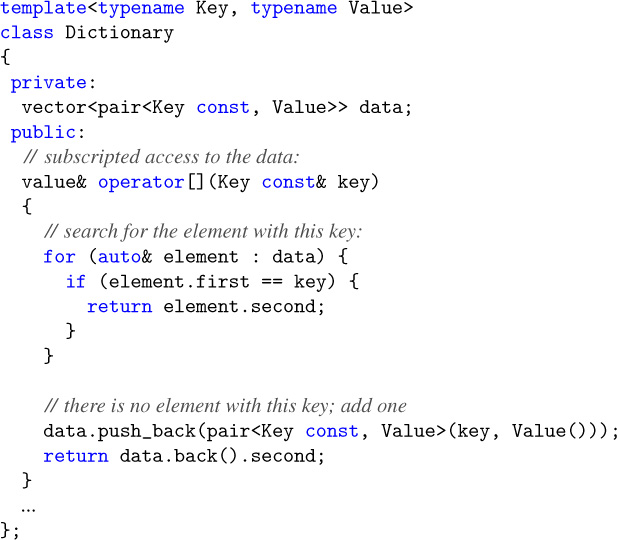 template<typename Key, typename Value>
class Dictionary
{
 private:
  vector<pair<Key const, Value>> data;
 public:
  // subscripted access to the data:
  value& operator[](Key const& key)
  {
    // search for the element with this key:
    for (auto& element : data) {
      if (element.first == key) {
        return element.second;
      }
    }

    // there is no element with this key; add one
    data.push_back(pair<Key const, Value>(key, Value()));
    return data.back().second;
  }
  ...
};